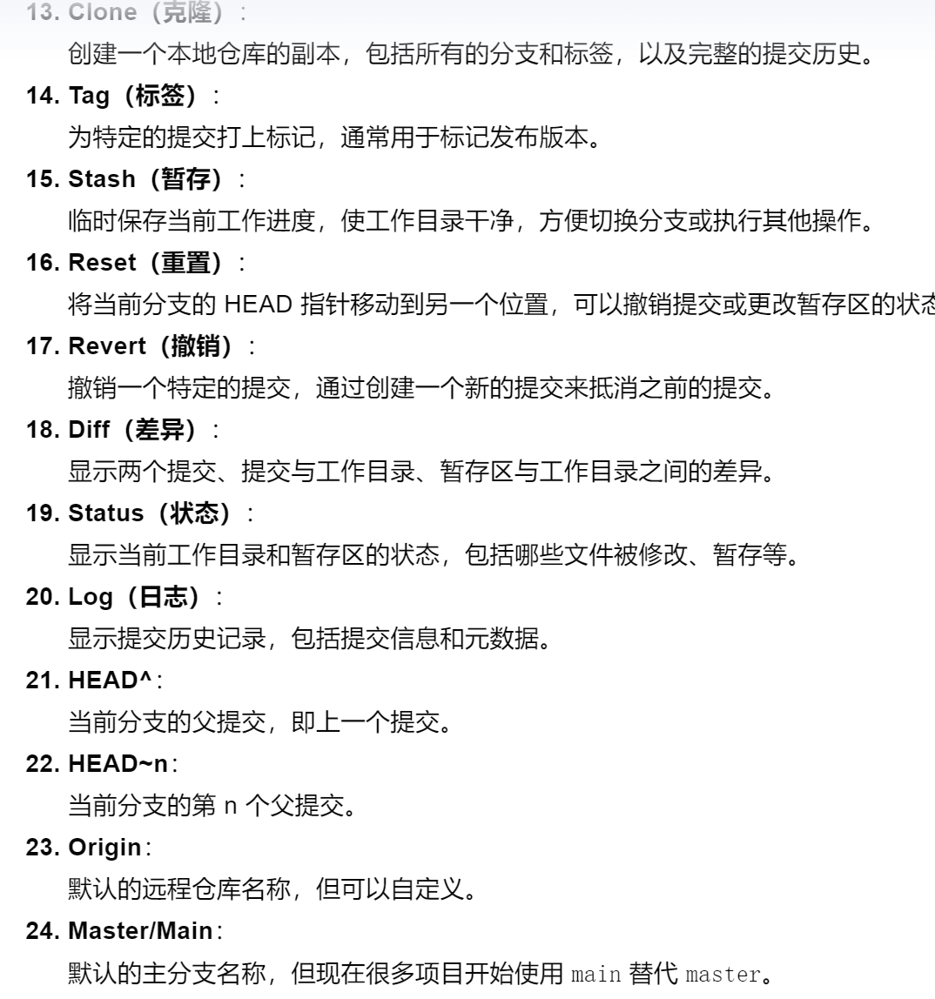 13. Clone（克隆）：
创建一个本地仓库的副本，包括所有的分支和标签，以及完整的提交历史。
14. Tag（标签）：
为特定的提交打上标记，通常用于标记发布版本。
15. Stash（暂存）：
临时保存当前工作进度，使工作目录干净，方便切换分支或执行其他操作。
16. Reset（重置）：
将当前分支的 HEAD 指针移动到另一个位置，可以撤销提交或更改暂存区的状态
17. Revert（撤销）：
撤销一个特定的提交，通过创建一个新的提交来抵消之前的提交。
18. Diff（差异）：
显示两个提交、提交与工作目录、暂存区与工作目录之间的差异。
19. Status（状态）：
显示当前工作目录和暂存区的状态，包括哪些文件被修改、暂存等。
20. Log（日志）：
显示提交历史记录，包括提交信息和元数据。
21. HEAD^：
当前分支的父提交，即上一个提交。
22. HEAD~n：
当前分支的第 n 个父提交。
23. Origin：
默认的远程仓库名称，但可以自定义。
24. Master/Main：
默认的主分支名称，但现在很多项目开始使用 main 替代 master。